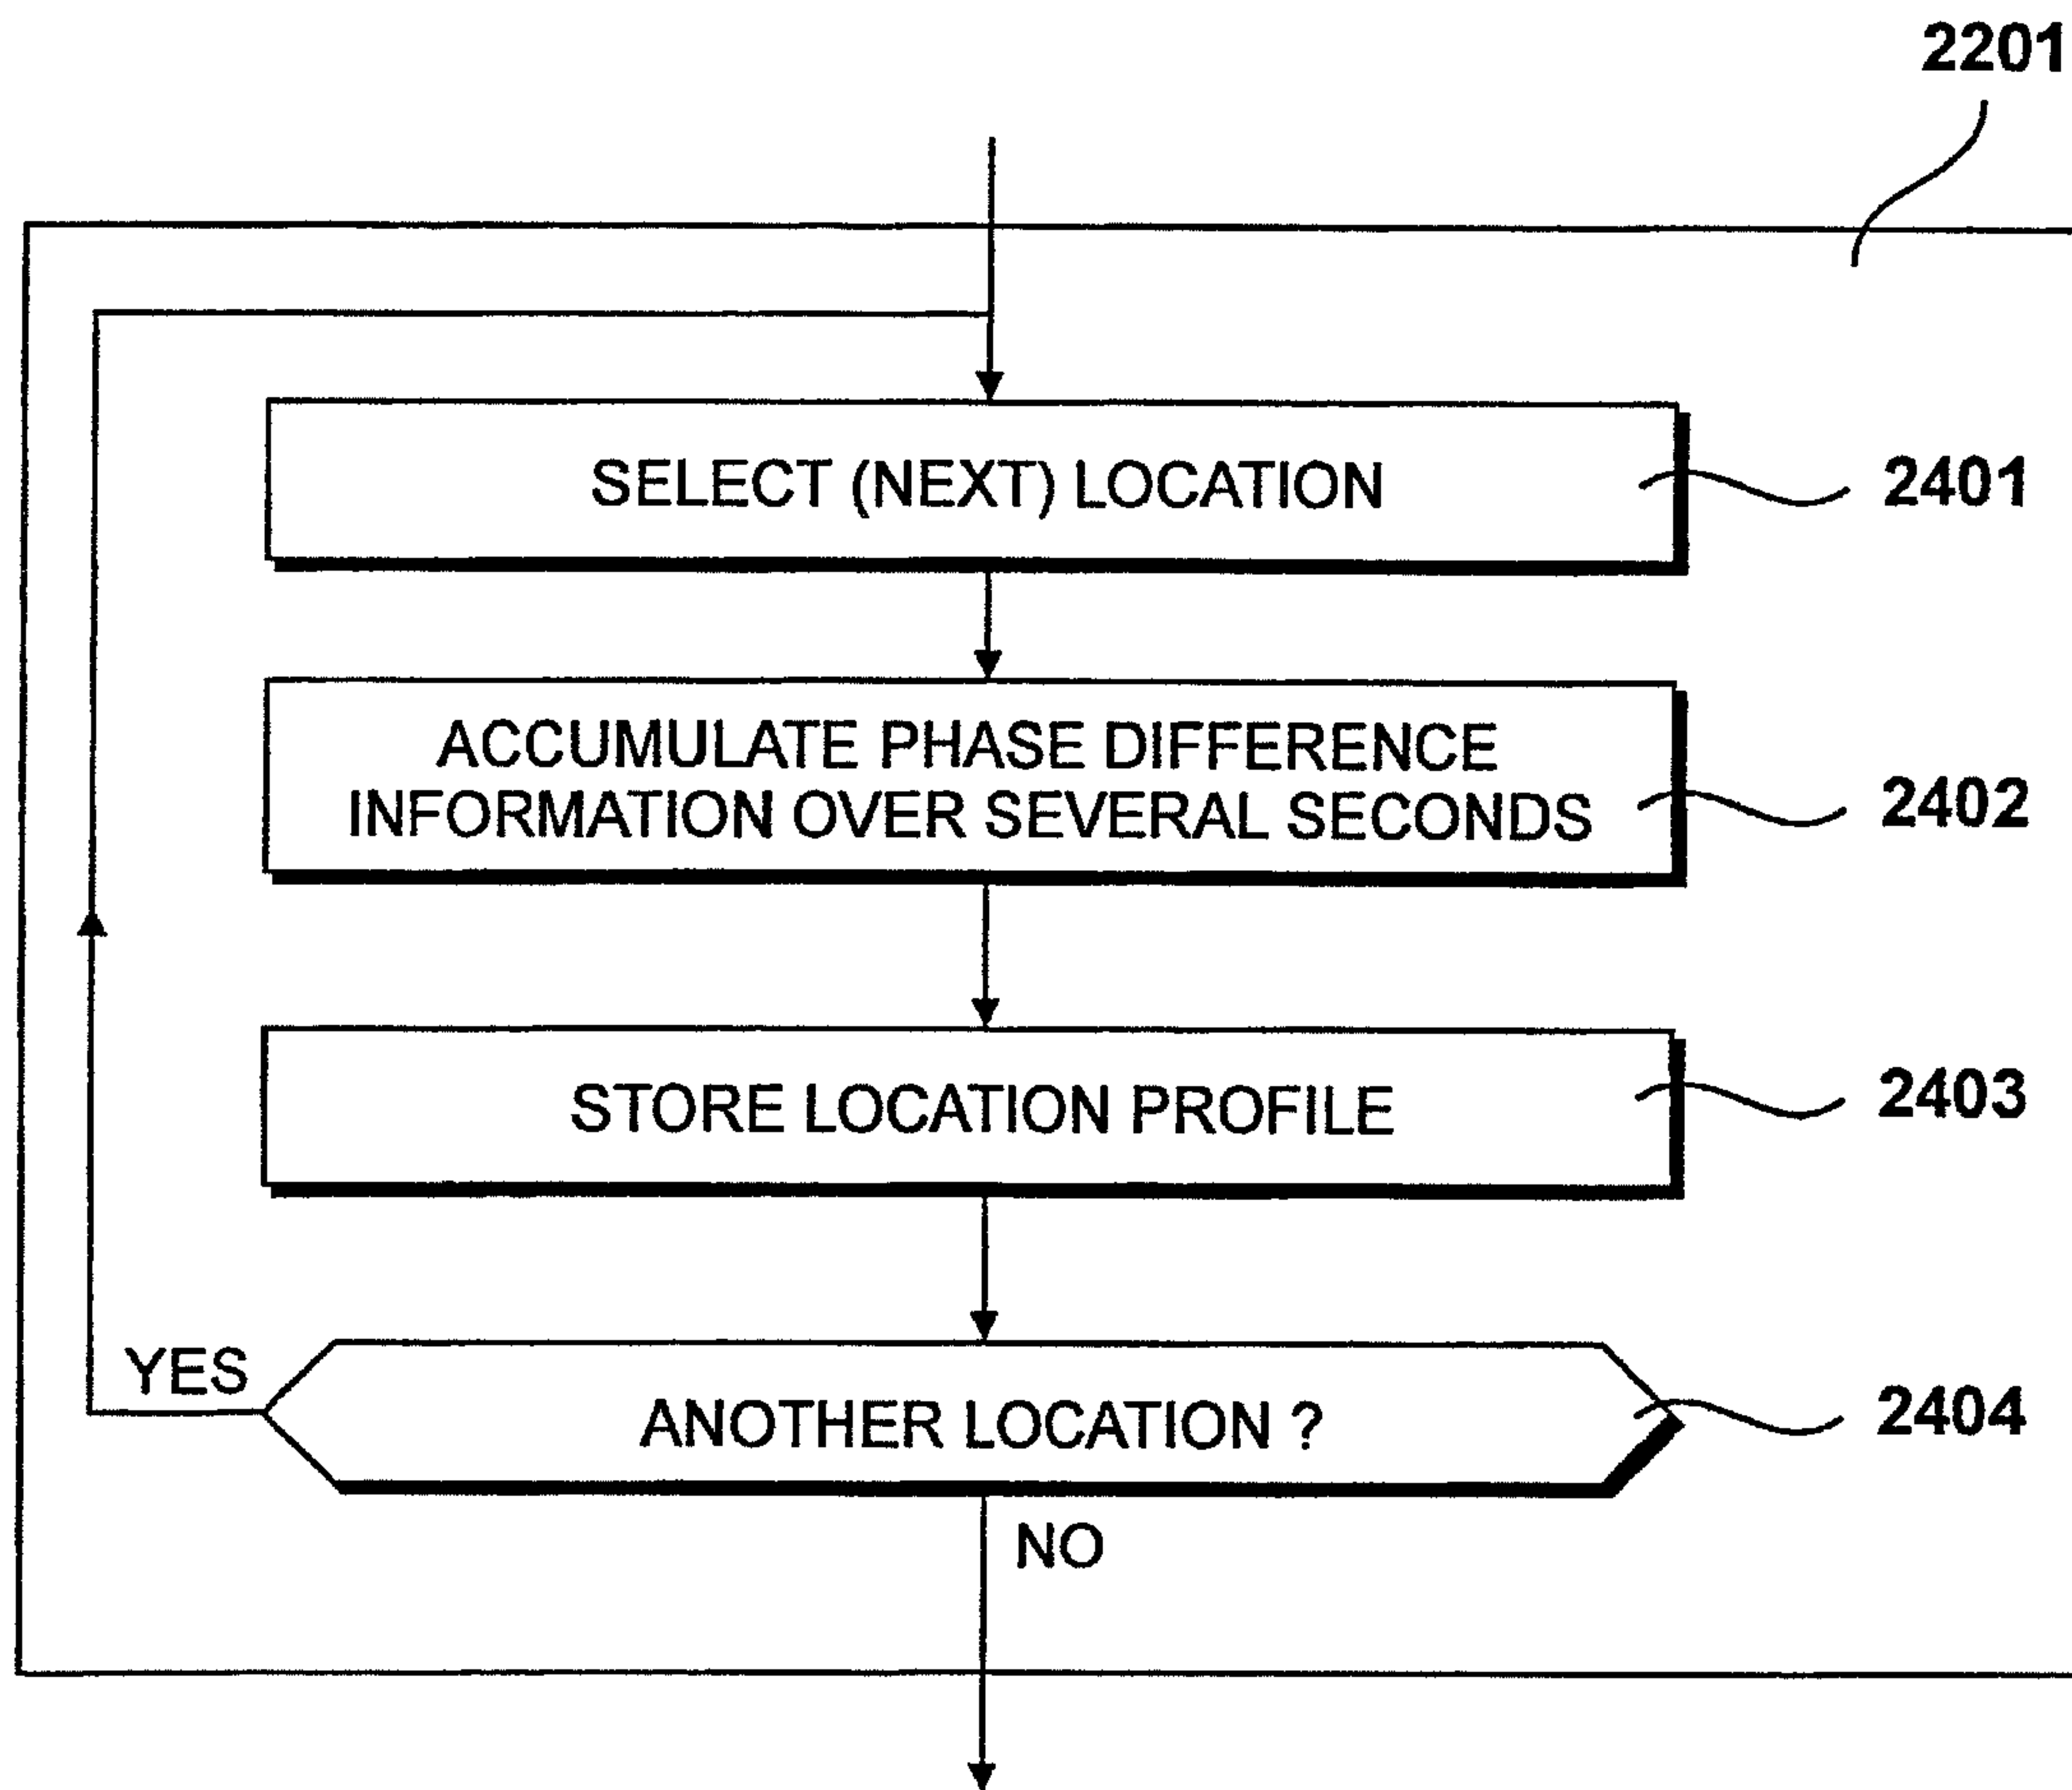 2201
SELECT (NEXT) LOCATION
2401
ACCUMULATE PHASE DIFFERENCE
INFORMATION OVER SEVERAL SECONDS
2402
STORE LOCATION PROFILE
2403
YES
ANOTHER LOCATION ?
2404
NO